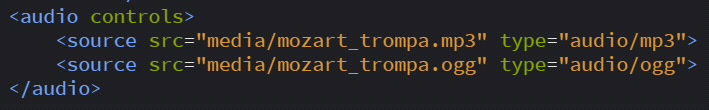 <audio controls>
    <source src="media/mozart_trompa.mp3" type="audio/mp3">
    <source src="media/mozart_trompa.ogg" type="audio/ogg">
</audio>